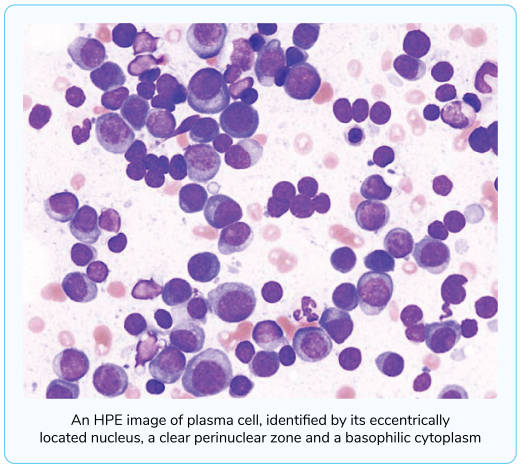 An HPE image of plasma cell, identified by its eccentrically
located nucleus, a clear perinuclear zone and a basophilic cytoplasm